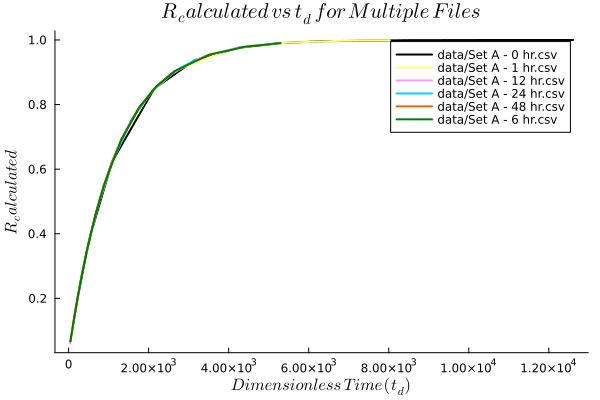 R_calculated vs t_d for Multiple Files
1.0
0.8
0.6
0.4
0.2
R_calculated
data/Set A - 0 hr.csv
data/Set A - 1 hr.csv
data/Set A - 12 hr.csv
data/Set A - 24 hr.csv
data/Set A - 48 hr.csv
data/Set A - 6 hr.csv
0 2.00×10³ 4.00×10³ 6.00×10³ 8.00×10³ 1.00×10⁴ 1.20×10⁴
Dimensionless Time (t_d)